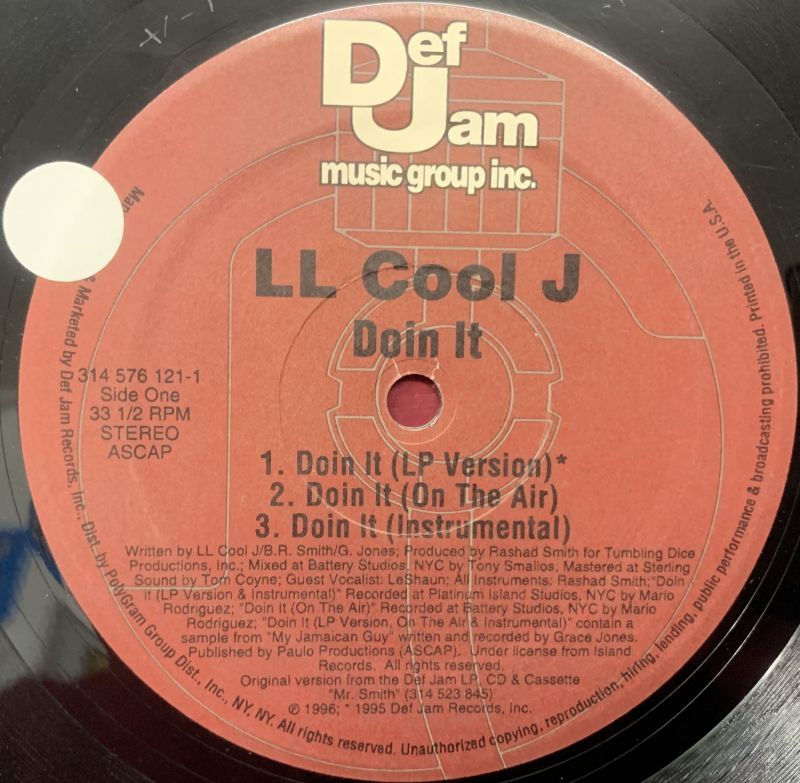 +/-
Def
Jam
music group inc.
LL Cool J
Doin It
314 576 121-1
Side One
33 1/2 RPM
STEREO
ASCAP
1. Doin It (LP Version)*
2. Doin It (On The Air)
3. Doin It (Instrumental)
Written by LL Cool J/B.R. Smith/G. Jones; Produced by Rashad Smith for Tumbling Dice
Productions, Inc.; Mixed at Battery Studios, NYC by Tony Smalios; Mastered at Sterling
Sound by Tom Coyne; Guest Vocalist: LeShaun; All Instruments: Rashad Smith;"Doin
It (LP Version & Instrumental)" Recorded at Platinum Island Studios, NYC by Mario
Rodriguez; "Doin It (On The Air)" Recorded at Battery Studios, NYC by Mario
Rodriguez; "Doin It (LP Version, On The Air & Instrumental)" contain a
sample from "My Jamaican Guy" written and recorded by Grace Jones.
Published by Paulo Productions (ASCAP). Under license from Island
Records. All rights reserved.
Original version from the Def Jam LP, CD & Cassette
"Mr. Smith" (314 523 845)
℗ 1996; * 1995 Def Jam Records, Inc.
& Marketed by Def Jam Records, Inc., Dist. by PolyGram Group Dist., Inc., NY, NY. All rights reserved. Unauthorized copying, reproduction, hiring, lending, public performance & broadcasting prohibited. Printed in the U.S.A.